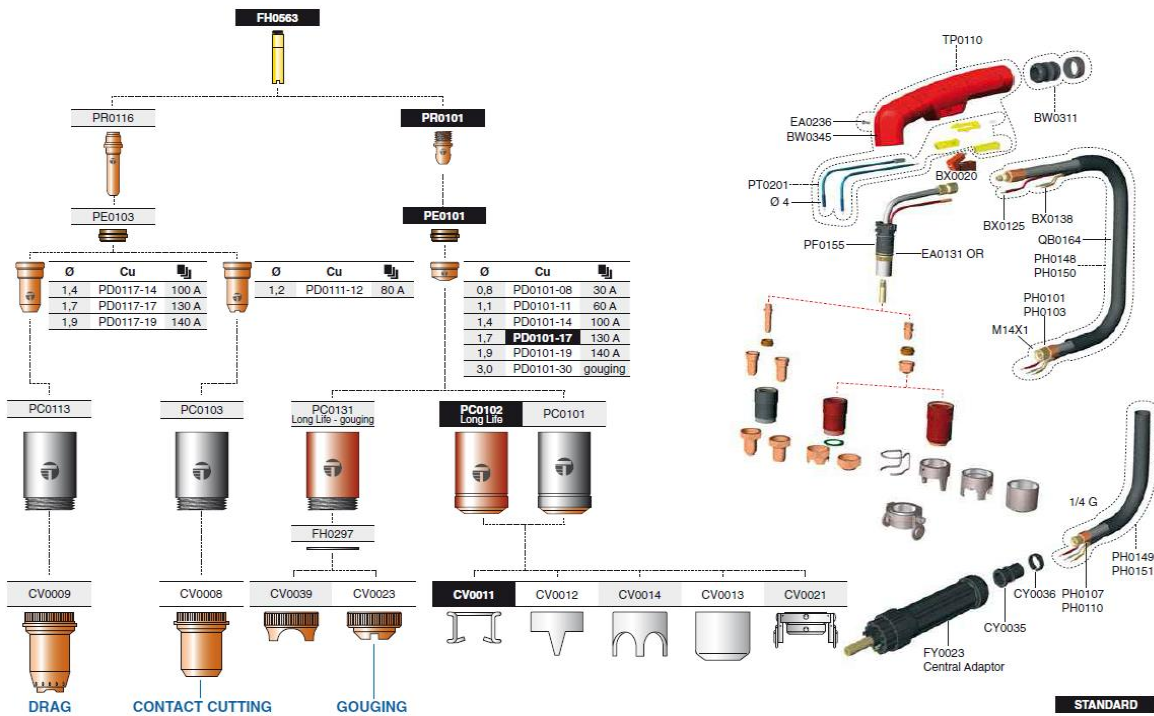 FH0563
PR0116
PR0101
PE0103
PE0101
Ø Cu
1,4 PD0117-14 100 A
1,7 PD0117-17 130 A
1,9 PD0117-19 140 A
Ø Cu
1,2 PD0111-12 80 A
Ø Cu
0,8 PD0101-08 30 A
1,1 PD0101-11 60 A
1,4 PD0101-14 100 A
1,7 PD0101-17 130 A
1,9 PD0101-19 140 A
3,0 PD0101-30 gouging
PC0113
PC0103
PC0131
Long Life - gouging
PC0102
Long Life
PC0101
FH0297
CV0009
CV0008
CV0039
CV0023
CV0011
CV0012
CV0014
CV0013
CV0021
DRAG
CONTACT CUTTING
GOUGING
TP0110
BW0311
EA0236
BW0345
BX0020
PT0201
Ø 4
BX0125
BX0138
PF0155
EA0131 OR
QB0164
PH0148
PH0150
PH0101
PH0103
M14X1
1/4 G
PH0149
PH0151
CY0036
PH0107
PH0110
CY0035
FY0023
Central Adaptor
STANDARD